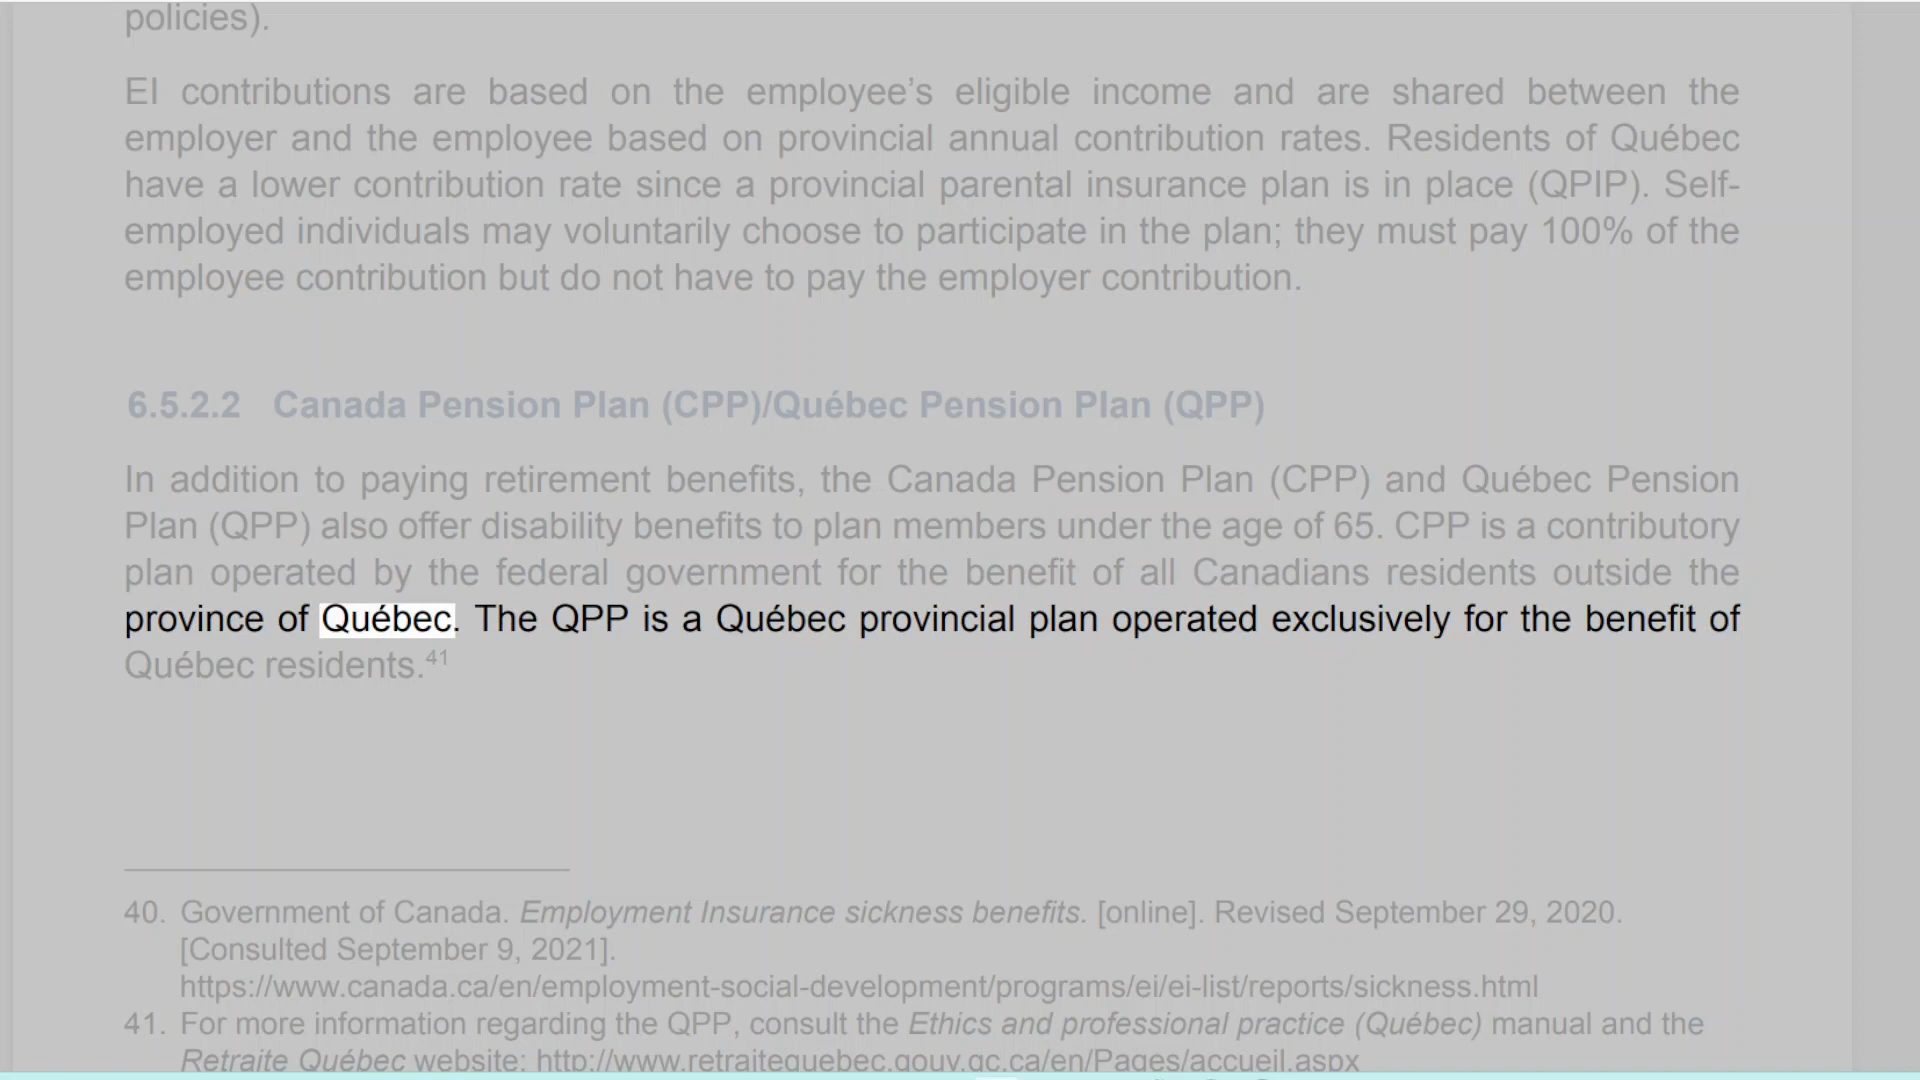 policies).
EI contributions are based on the employee’s eligible income and are shared between the
employer and the employee based on provincial annual contribution rates. Residents of Québec
have a lower contribution rate since a provincial parental insurance plan is in place (QPIP). Self-
employed individuals may voluntarily choose to participate in the plan; they must pay 100% of the
employee contribution but do not have to pay the employer contribution.
6.5.2.2 Canada Pension Plan (CPP)/Québec Pension Plan (QPP)
In addition to paying retirement benefits, the Canada Pension Plan (CPP) and Québec Pension
Plan (QPP) also offer disability benefits to plan members under the age of 65. CPP is a contributory
plan operated by the federal government for the benefit of all Canadians residents outside the
province of Québec. The QPP is a Québec provincial plan operated exclusively for the benefit of
Québec residents.41
40. Government of Canada. Employment Insurance sickness benefits. [online]. Revised September 29, 2020.
[Consulted September 9, 2021].
https://www.canada.ca/en/employment-social-development/programs/ei/ei-list/reports/sickness.html
41. For more information regarding the QPP, consult the Ethics and professional practice (Québec) manual and the
Retraite Québec website: http://www.retraitequebec.gouv.qc.ca/en/Pages/accueil.aspx